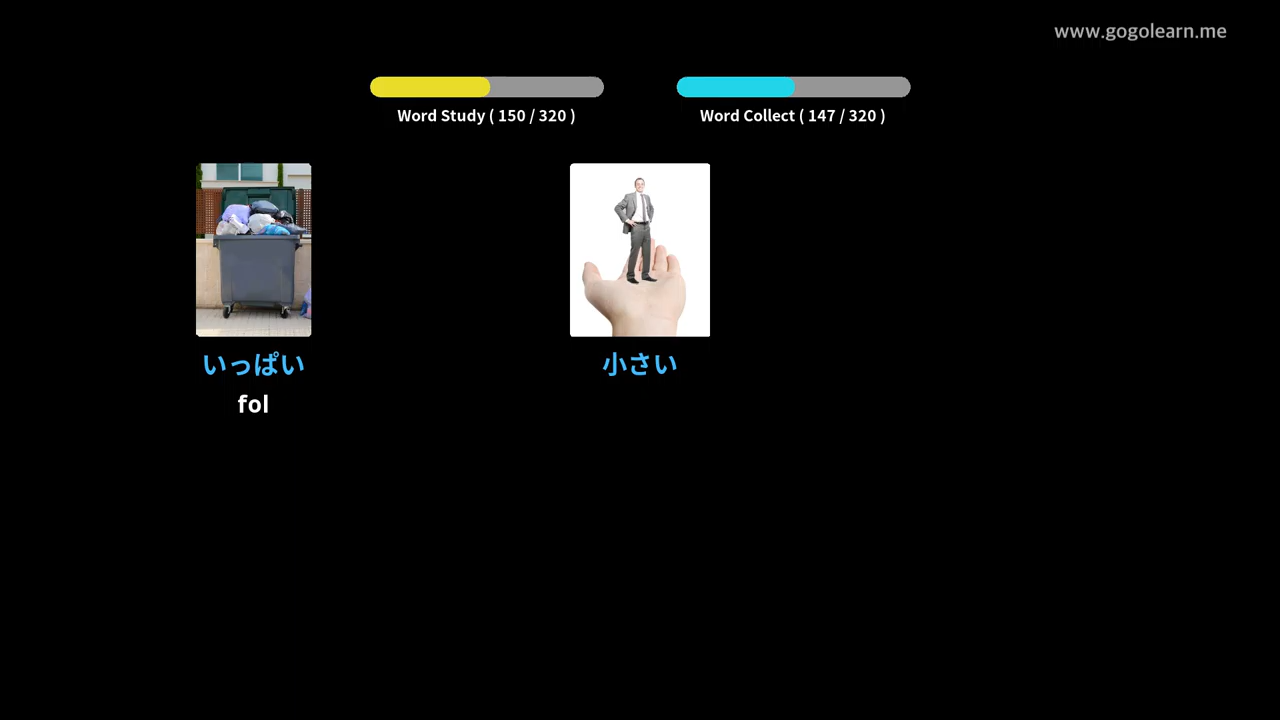 www.gogolearn.me
Word Study ( 150 / 320 )
Word Collect ( 147 / 320 )
いっぱい
fol
小さい